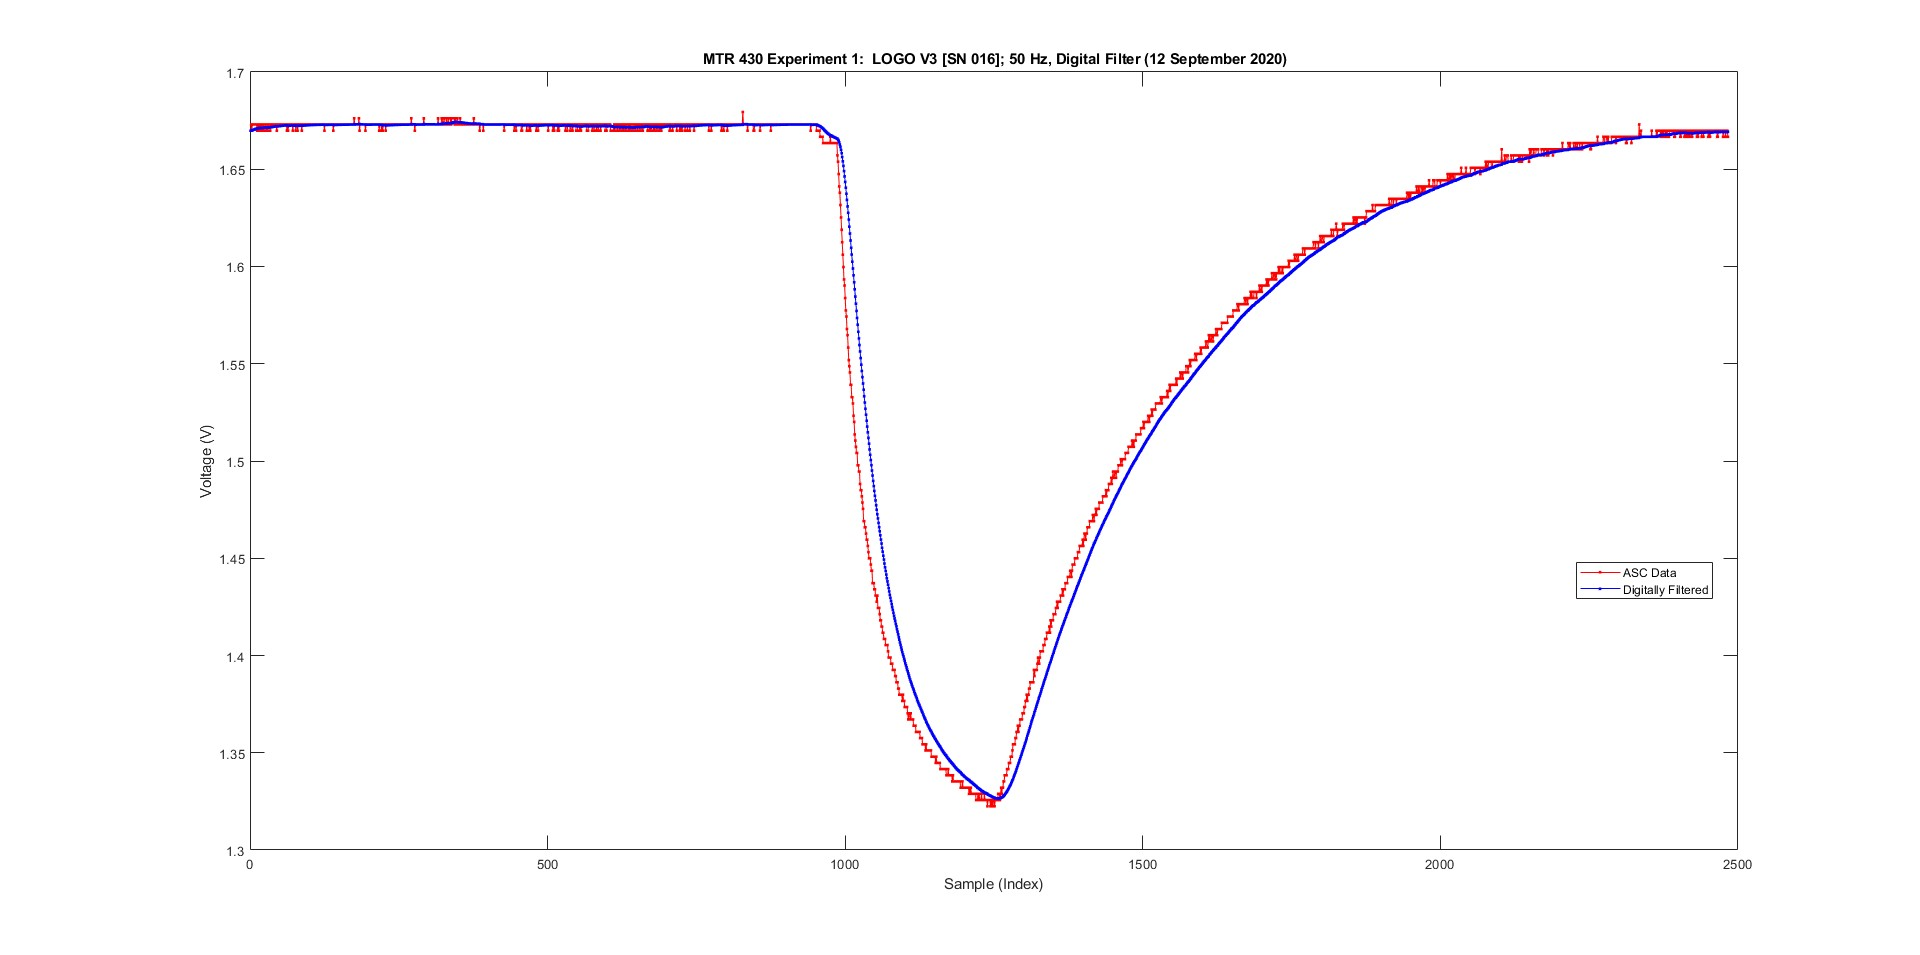 MTR 430 Experiment 1:  LOGO V3 [SN 016]; 50 Hz, Digital Filter (12 September 2020)
1.7
1.65
1.6
1.55
1.5
1.45
1.4
1.35
1.3
Voltage (V)
ASC Data
Digitally Filtered
0 500 1000 1500 2000 2500
Sample (Index)